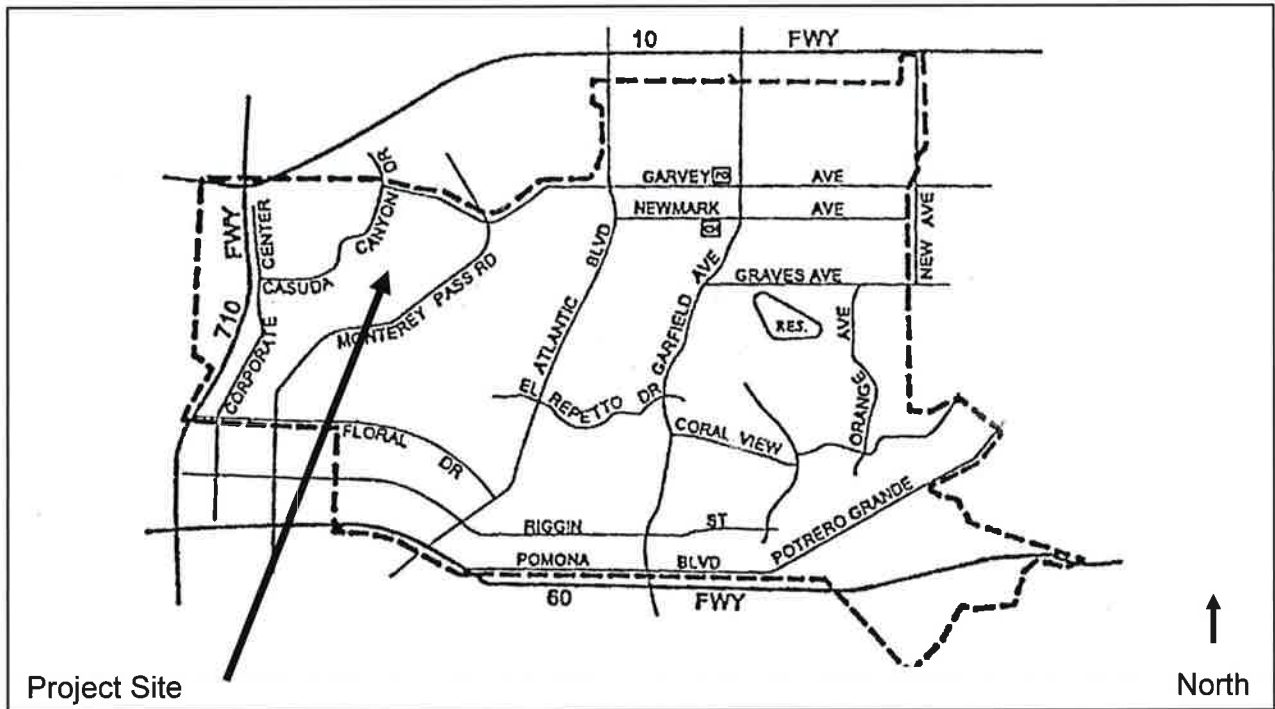 10 FWY
DR
CANYON
CASUDA
CENTER
CORPORATE
FWY
710
MONTEREY PASS RD
GARVEY AVE
NEWMARK AVE
BLVD
ATLANTIC
AVE
GARFIELD
GRAVES AVE
NEW AVE
RES.
AVE
ORANGE
EL REPETTO DR
CORAL VIEW
FLORAL DR
RIGGIN ST
POMONA BLVD
POTRERO GRANDE
60 FWY
Project Site
North